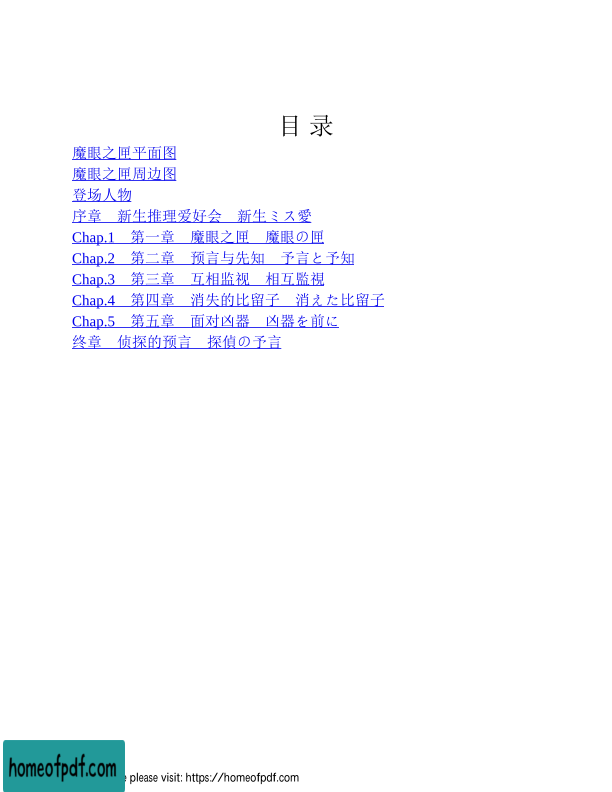 目 录
魔眼之匣平面图
魔眼之匣周边图
登场人物
序章　新生推理爱好会　新生ミス愛
Chap.1　第一章　魔眼之匣　魔眼の匣
Chap.2　第二章　预言与先知　予言と予知
Chap.3　第三章　互相监视　相互監視
Chap.4　第四章　消失的比留子　消えた比留子
Chap.5　第五章　面对凶器　凶器を前に
终章　侦探的预言　探偵の予言
homeofpdf.com
please visit: https://homeofpdf.com